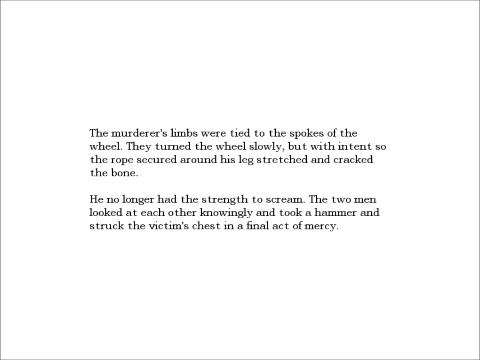 The murderer's limbs were tied to the spokes of the
wheel. They turned the wheel slowly, but with intent so
the rope secured around his leg stretched and cracked
the bone.
He no longer had the strength to scream. The two men
looked at each other knowingly and took a hammer and
struck the victim's chest in a final act of mercy.